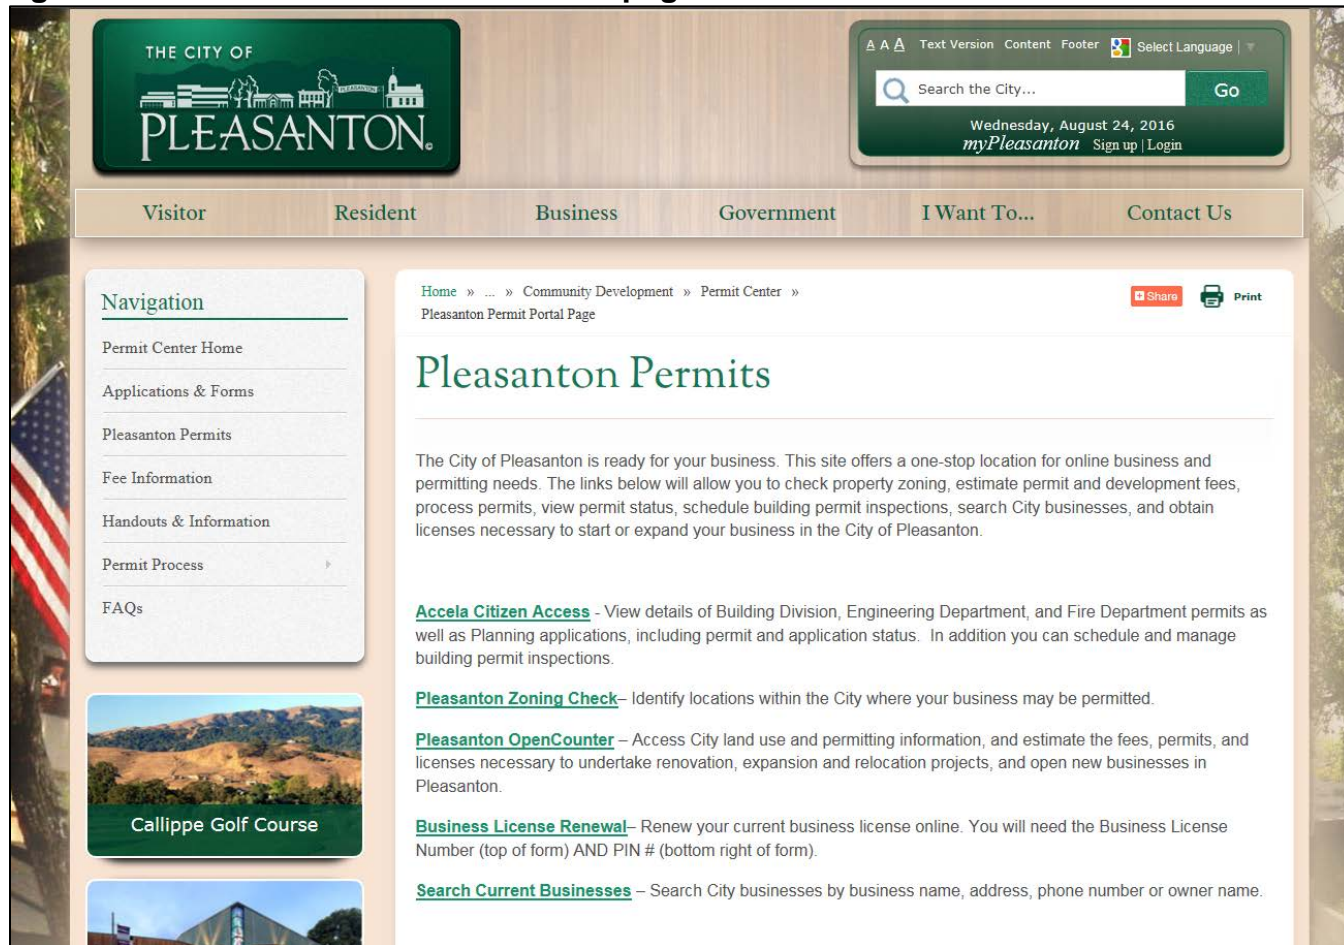 THE CITY OF
PLEASANTON
PLEASANTON.
A A A Text Version Content Footer Select Language
Search the City... Go
Wednesday, August 24, 2016
myPleasanton Sign up | Login
Visitor Resident Business Government I Want To... Contact Us
Navigation
Permit Center Home
Applications & Forms
Pleasanton Permits
Fee Information
Handouts & Information
Permit Process
FAQs
Callippe Golf Course
Home » ... » Community Development » Permit Center »
Pleasanton Permit Portal Page
Share Print
Pleasanton Permits
The City of Pleasanton is ready for your business. This site offers a one-stop location for online business and
permitting needs. The links below will allow you to check property zoning, estimate permit and development fees,
process permits, view permit status, schedule building permit inspections, search City businesses, and obtain
licenses necessary to start or expand your business in the City of Pleasanton.
Accela Citizen Access - View details of Building Division, Engineering Department, and Fire Department permits as
well as Planning applications, including permit and application status. In addition you can schedule and manage
building permit inspections.
Pleasanton Zoning Check– Identify locations within the City where your business may be permitted.
Pleasanton OpenCounter – Access City land use and permitting information, and estimate the fees, permits, and
licenses necessary to undertake renovation, expansion and relocation projects, and open new businesses in
Pleasanton.
Business License Renewal– Renew your current business license online. You will need the Business License
Number (top of form) AND PIN # (bottom right of form).
Search Current Businesses – Search City businesses by business name, address, phone number or owner name.